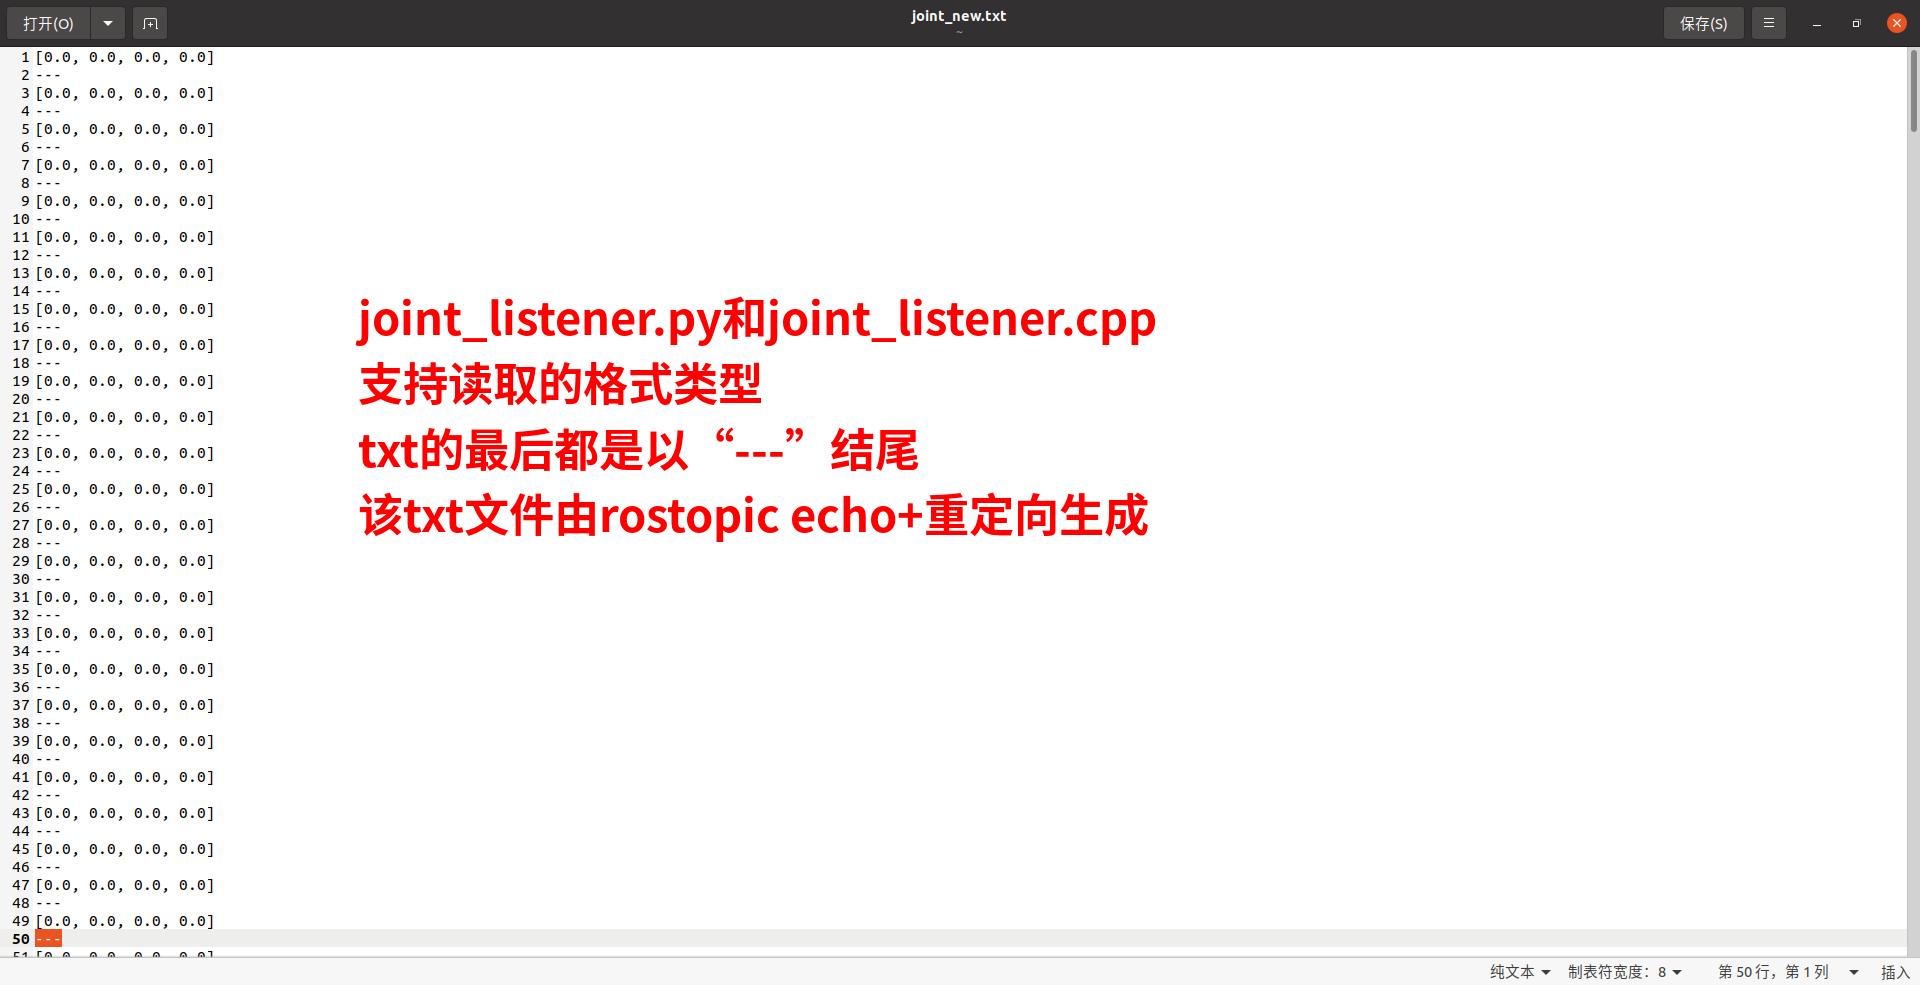 打开(O)
joint_new.txt
~
保存(S)
1 [0.0, 0.0, 0.0, 0.0]
2 ---
3 [0.0, 0.0, 0.0, 0.0]
4 ---
5 [0.0, 0.0, 0.0, 0.0]
6 ---
7 [0.0, 0.0, 0.0, 0.0]
8 ---
9 [0.0, 0.0, 0.0, 0.0]
10 ---
11 [0.0, 0.0, 0.0, 0.0]
12 ---
13 [0.0, 0.0, 0.0, 0.0]
14 ---
15 [0.0, 0.0, 0.0, 0.0]
16 ---
17 [0.0, 0.0, 0.0, 0.0]
18 ---
19 [0.0, 0.0, 0.0, 0.0]
20 ---
21 [0.0, 0.0, 0.0, 0.0]
22 ---
23 [0.0, 0.0, 0.0, 0.0]
24 ---
25 [0.0, 0.0, 0.0, 0.0]
26 ---
27 [0.0, 0.0, 0.0, 0.0]
28 ---
29 [0.0, 0.0, 0.0, 0.0]
30 ---
31 [0.0, 0.0, 0.0, 0.0]
32 ---
33 [0.0, 0.0, 0.0, 0.0]
34 ---
35 [0.0, 0.0, 0.0, 0.0]
36 ---
37 [0.0, 0.0, 0.0, 0.0]
38 ---
39 [0.0, 0.0, 0.0, 0.0]
40 ---
41 [0.0, 0.0, 0.0, 0.0]
42 ---
43 [0.0, 0.0, 0.0, 0.0]
44 ---
45 [0.0, 0.0, 0.0, 0.0]
46 ---
47 [0.0, 0.0, 0.0, 0.0]
48 ---
49 [0.0, 0.0, 0.0, 0.0]
50 ---
51 [0.0, 0.0, 0.0, 0.0]
joint_listener.py和joint_listener.cpp
支持读取的格式类型
txt的最后都是以“---”结尾
该txt文件由rostopic echo+重定向生成
纯文本 制表符宽度：8 第 50 行，第 1 列 插入